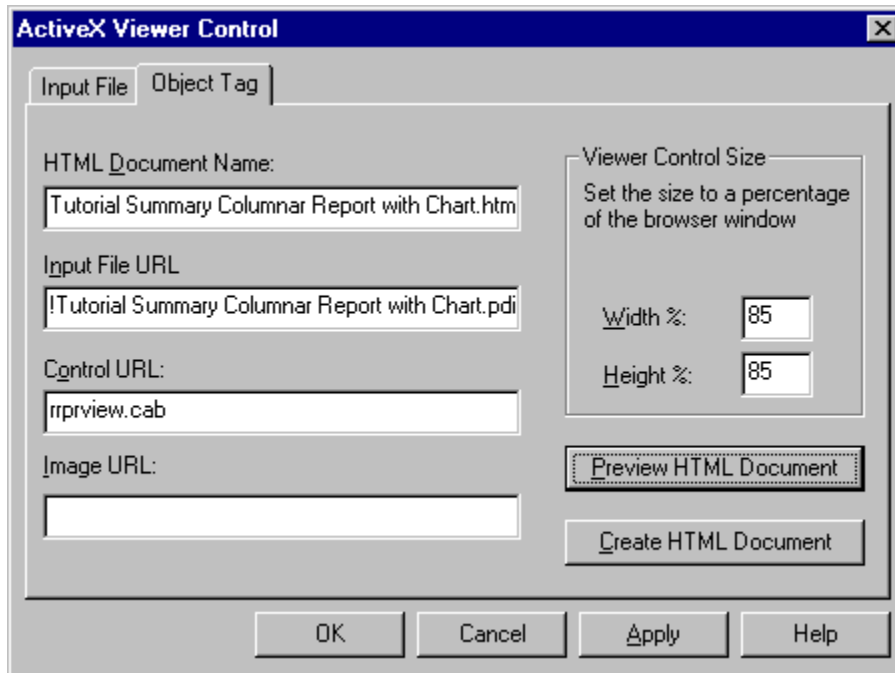 ActiveX Viewer Control
Input File
Object Tag
HTML Document Name:
Tutorial Summary Columnar Report with Chart.htm
Input File URL
!Tutorial Summary Columnar Report with Chart.pdi
Control URL:
rrprview.cab
Image URL:
Viewer Control Size
Set the size to a percentage
of the browser window
Width %:
85
Height %:
85
Preview HTML Document
Create HTML Document
OK
Cancel
Apply
Help